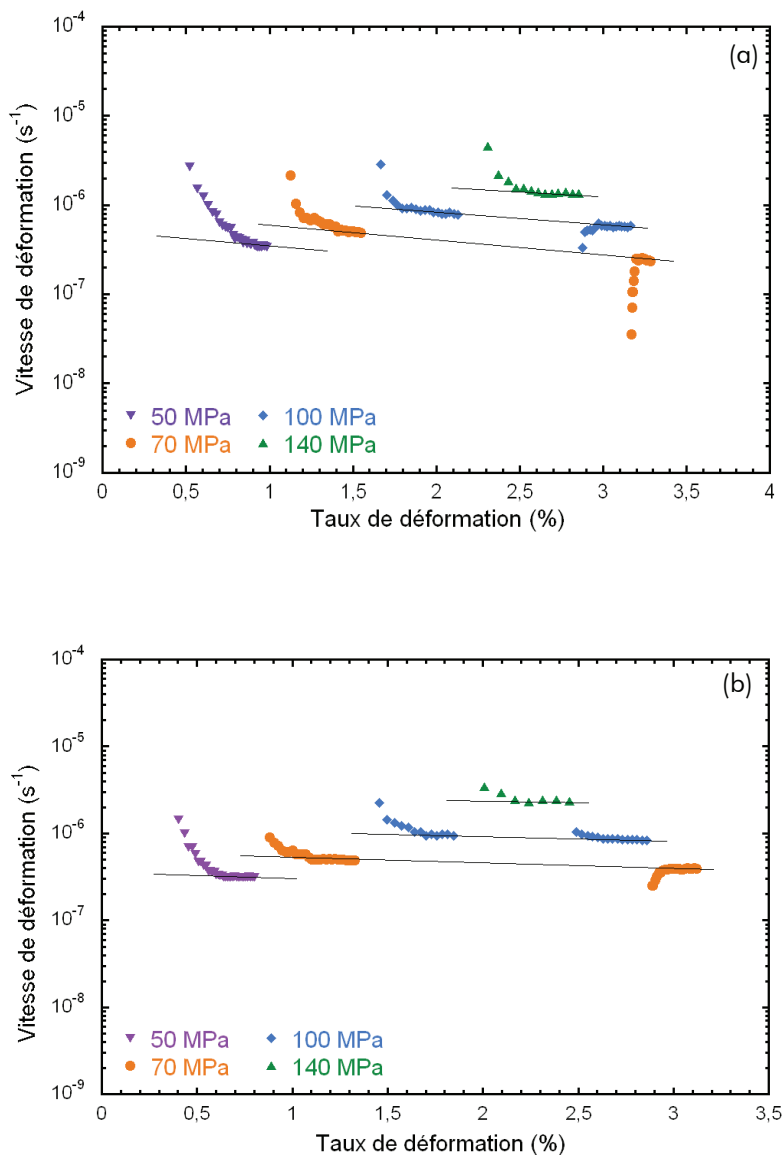 (a)
Vitesse de déformation (s⁻¹)
10⁻⁴
10⁻⁵
10⁻⁶
10⁻⁷
10⁻⁸
10⁻⁹
50 MPa 100 MPa
70 MPa 140 MPa
0 0,5 1 1,5 2 2,5 3 3,5 4
Taux de déformation (%)
(b)
Vitesse de déformation (s⁻¹)
10⁻⁴
10⁻⁵
10⁻⁶
10⁻⁷
10⁻⁸
10⁻⁹
50 MPa 100 MPa
70 MPa 140 MPa
0 0,5 1 1,5 2 2,5 3 3,5
Taux de déformation (%)